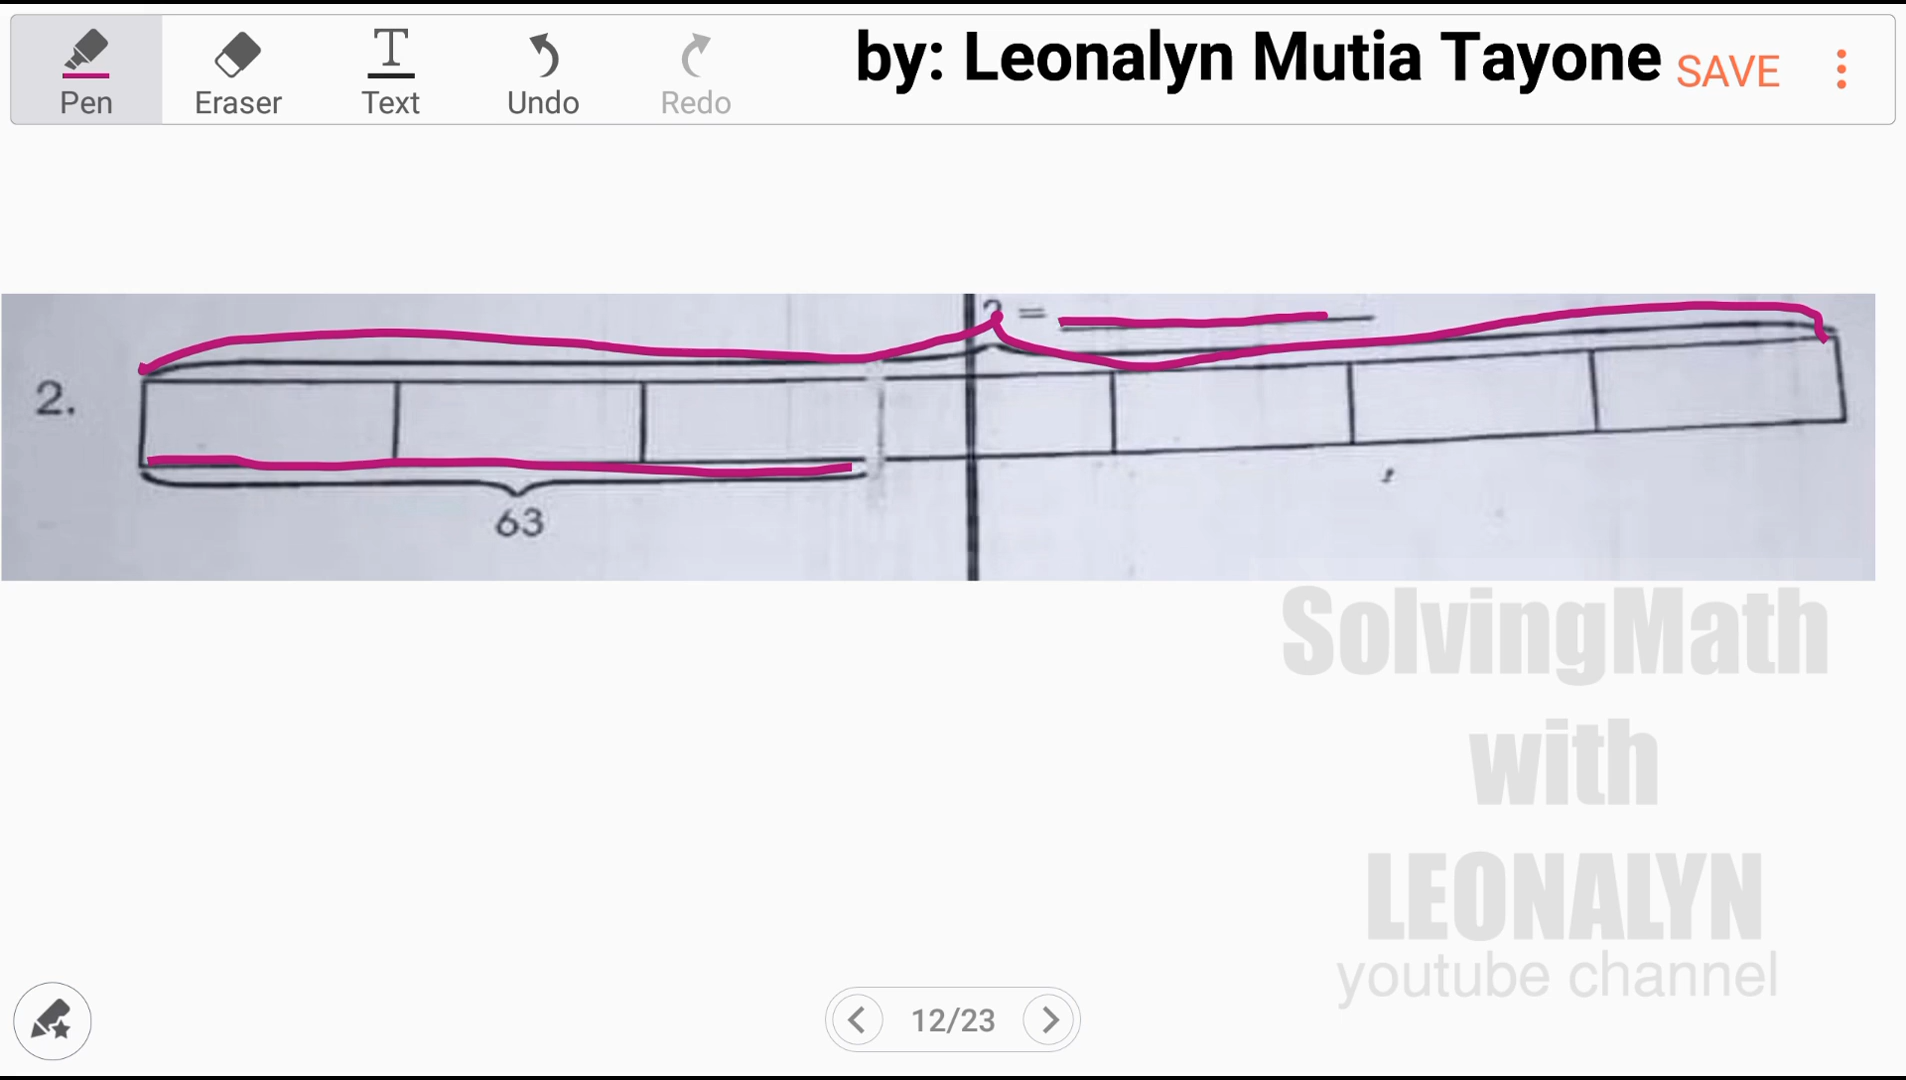 Pen
Eraser
Text
Undo
Redo
by: Leonalyn Mutia Tayone
SAVE
? =
2.
63
SolvingMath
with
LEONALYN
youtube channel
12/23